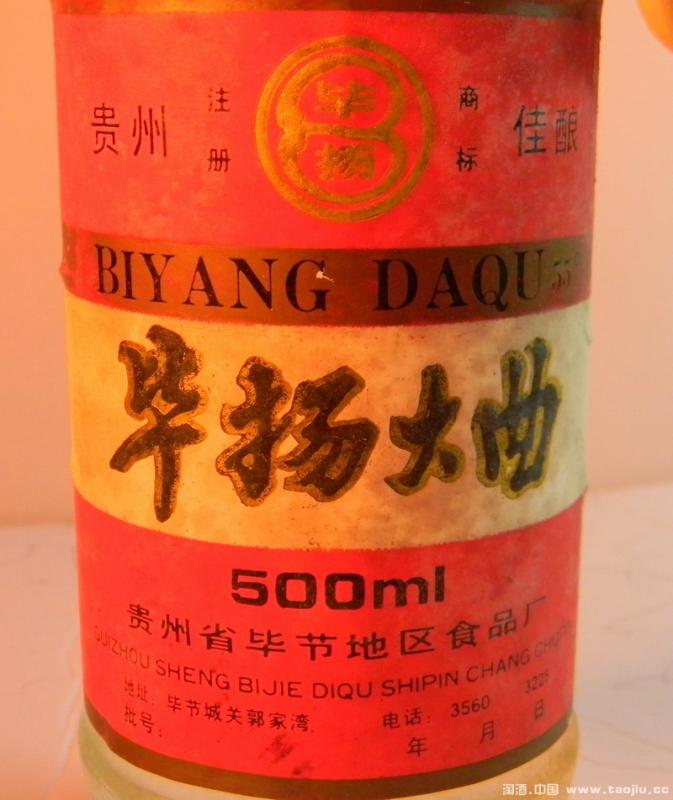 贵州 注册 毕扬 商标 佳酿
BIYANG DAQU 55°
毕扬大曲
500ml
贵州省毕节地区食品厂
GUIZHOU SHENG BIJIE DIQU SHIPIN CHANG
地址: 毕节城关郭家湾 电话: 3560 3225
批号: 年 月 日
淘酒.中国 www.taojiu.cc